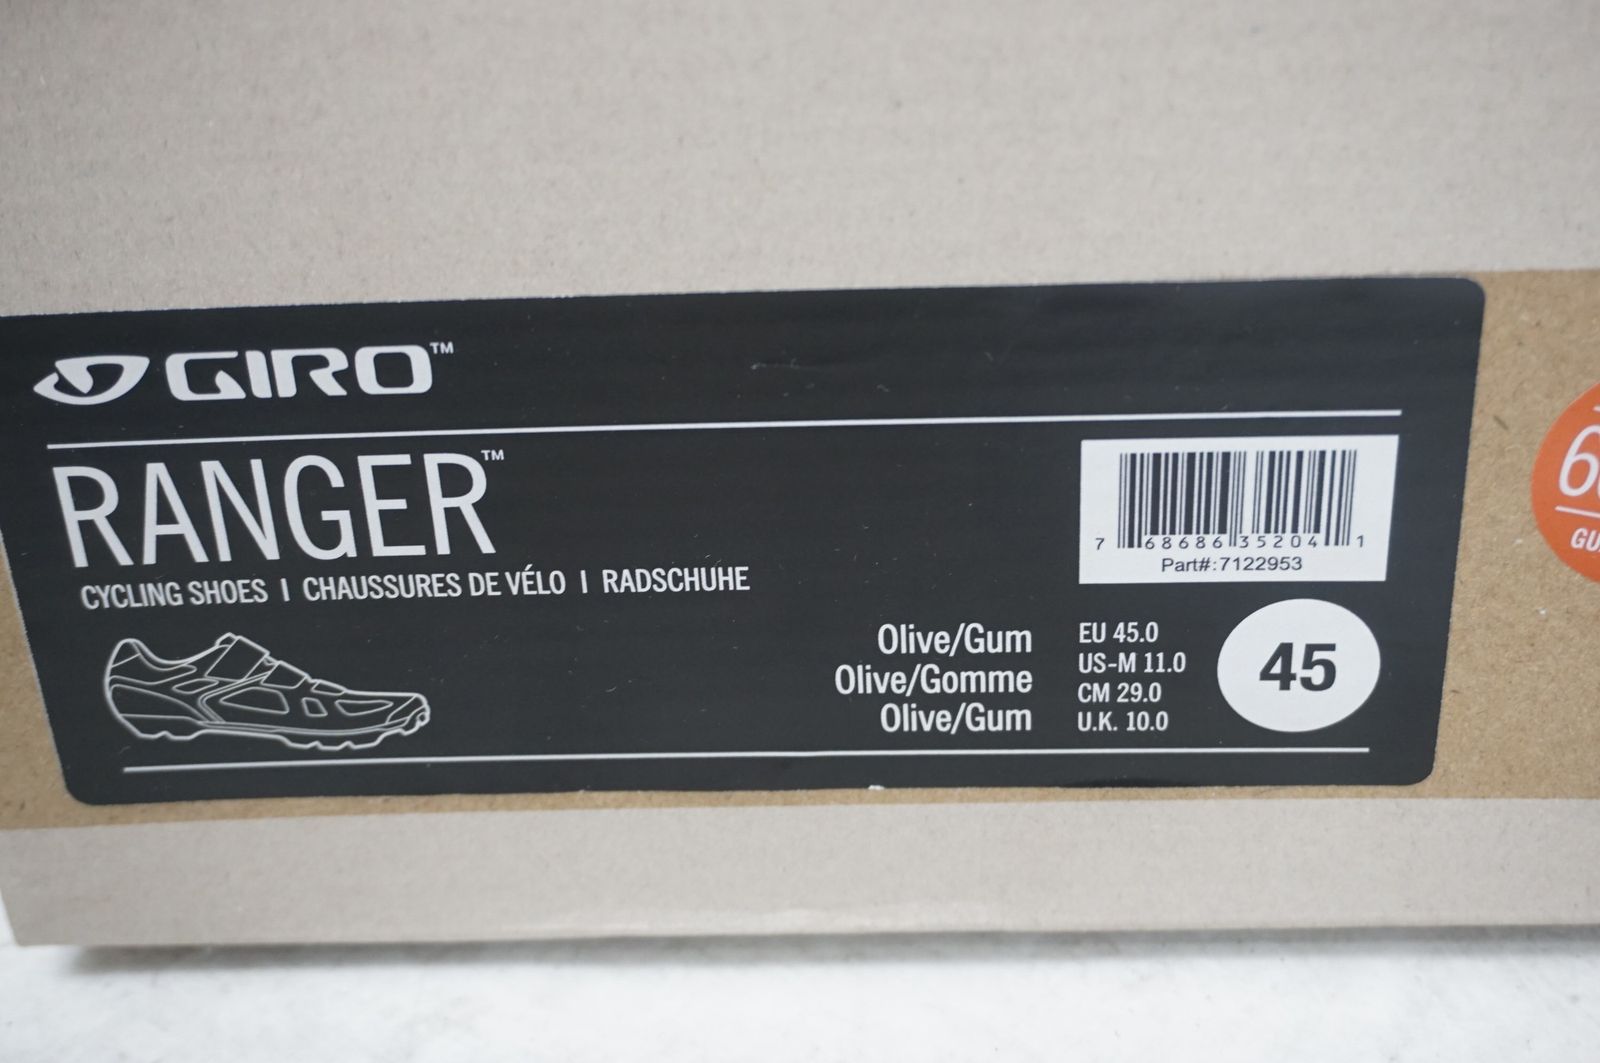 GIRO™
RANGER™
CYCLING SHOES | CHAUSSURES DE VÉLO | RADSCHUHE
7 68686 35204 1
Part#:7122953
Olive/Gum
Olive/Gomme
Olive/Gum
EU 45.0
US-M 11.0
CM 29.0
U.K. 10.0
45